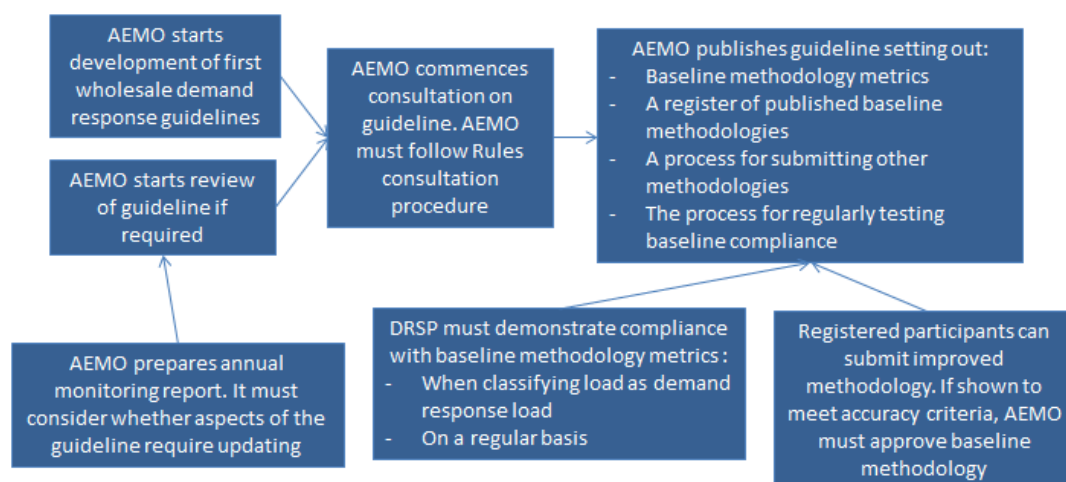 AEMO starts
development of first
wholesale demand
response guidelines
AEMO starts review
of guideline if
required
AEMO prepares annual
monitoring report. It must
consider whether aspects of the
guideline require updating
AEMO commences
consultation on
guideline. AEMO
must follow Rules
consultation
procedure
AEMO publishes guideline setting out:
- Baseline methodology metrics
- A register of published baseline
methodologies
- A process for submitting other
methodologies
- The process for regularly testing
baseline compliance
DRSP must demonstrate compliance
with baseline methodology metrics :
- When classifying load as demand
response load
- On a regular basis
Registered participants can
submit improved
methodology. If shown to
meet accuracy criteria, AEMO
must approve baseline
methodology